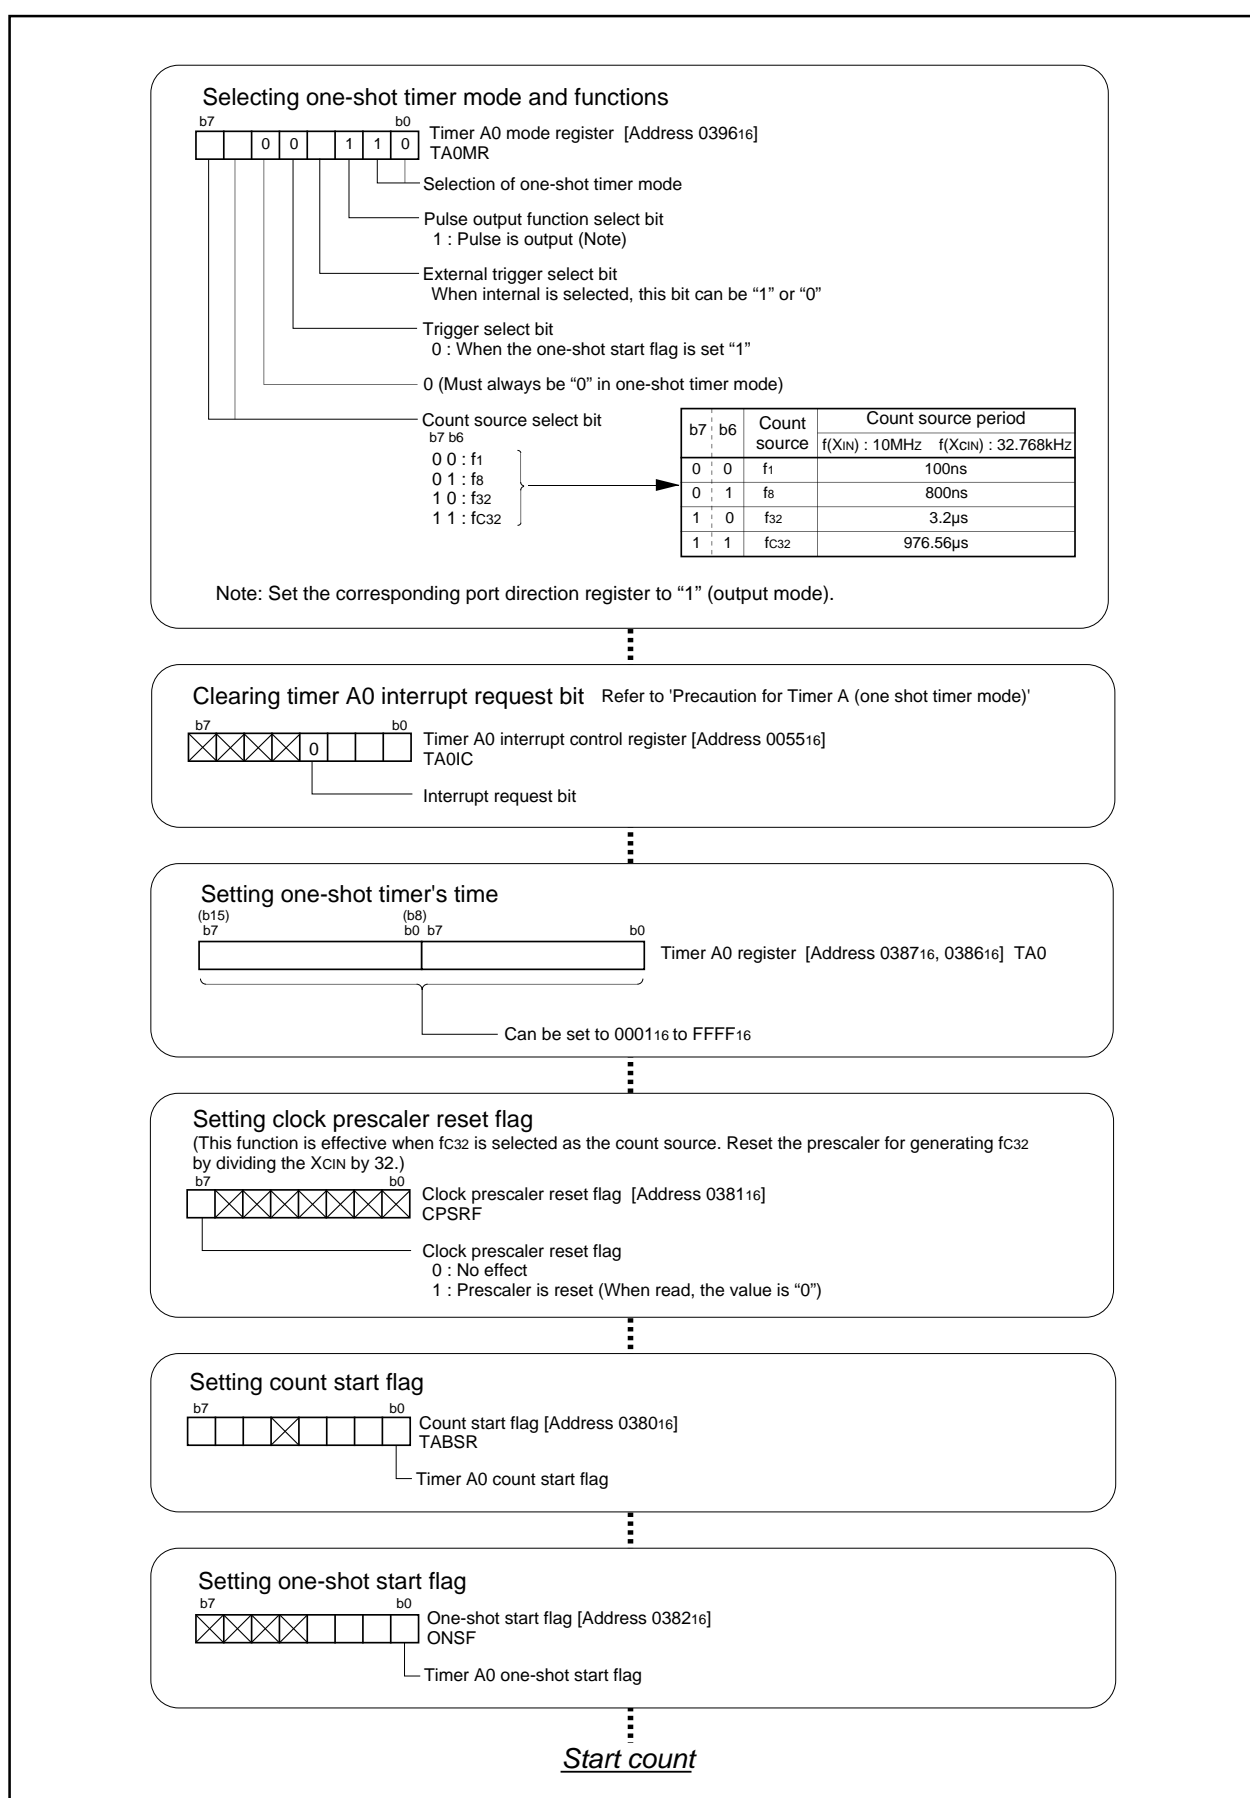 Selecting one-shot timer mode and functions
b7 b0
0 0 1 1 0
Timer A0 mode register [Address 039616]
TA0MR
Selection of one-shot timer mode
Pulse output function select bit
1 : Pulse is output (Note)
External trigger select bit
When internal is selected, this bit can be “1” or “0”
Trigger select bit
0 : When the one-shot start flag is set “1”
0 (Must always be “0” in one-shot timer mode)
Count source select bit
b7 b6
0 0 : f1
0 1 : f8
1 0 : f32
1 1 : fC32
b7 b6 Count source Count source period
f(XIN) : 10MHZ f(XCIN) : 32.768kHZ
0 0 f1 100ns
0 1 f8 800ns
1 0 f32 3.2µs
1 1 fC32 976.56µs
Note: Set the corresponding port direction register to “1” (output mode).
Clearing timer A0 interrupt request bit Refer to 'Precaution for Timer A (one shot timer mode)'
b7 b0
0
Timer A0 interrupt control register [Address 005516]
TA0IC
Interrupt request bit
Setting one-shot timer's time
(b15) (b8)
b7 b0 b7 b0
Timer A0 register [Address 038716, 038616] TA0
Can be set to 000116 to FFFF16
Setting clock prescaler reset flag
(This function is effective when fC32 is selected as the count source. Reset the prescaler for generating fC32
by dividing the XCIN by 32.)
b7 b0
Clock prescaler reset flag [Address 038116]
CPSRF
Clock prescaler reset flag
0 : No effect
1 : Prescaler is reset (When read, the value is “0”)
Setting count start flag
b7 b0
Count start flag [Address 038016]
TABSR
Timer A0 count start flag
Setting one-shot start flag
b7 b0
One-shot start flag [Address 038216]
ONSF
Timer A0 one-shot start flag
Start count